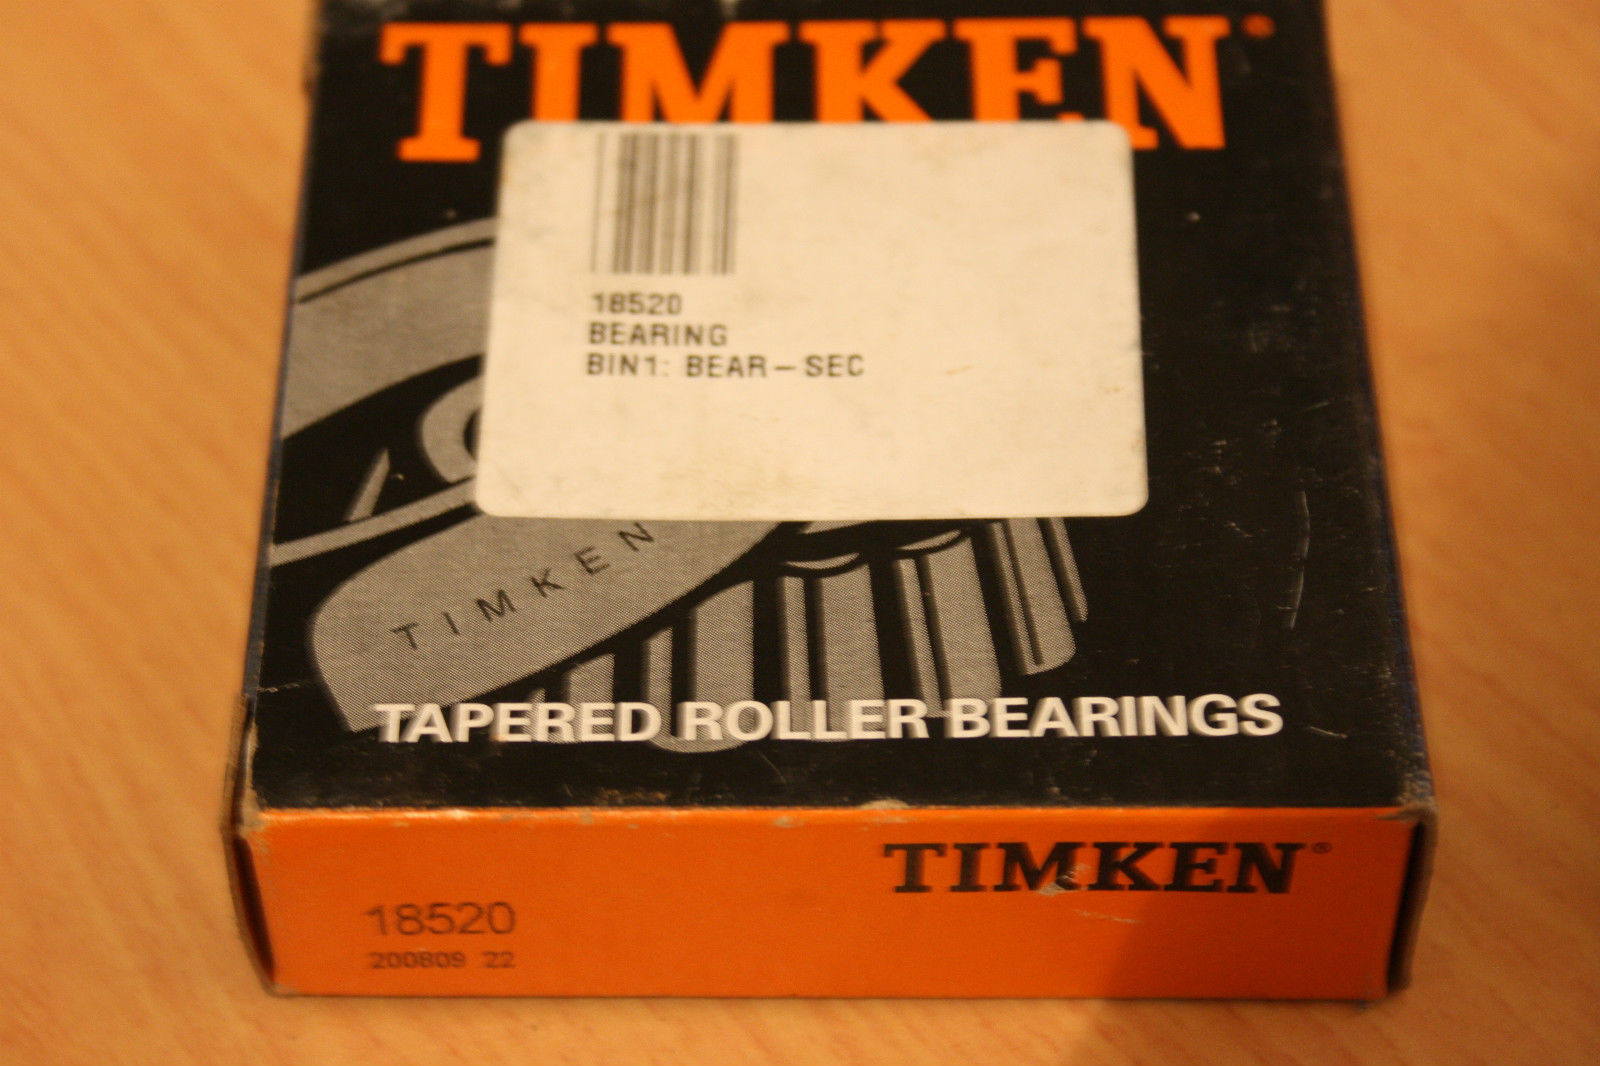 TIMKEN®
18520
BEARING
BIN1: BEAR-SEC
TIMKEN
TAPERED ROLLER BEARINGS
TIMKEN®
18520
200809 22